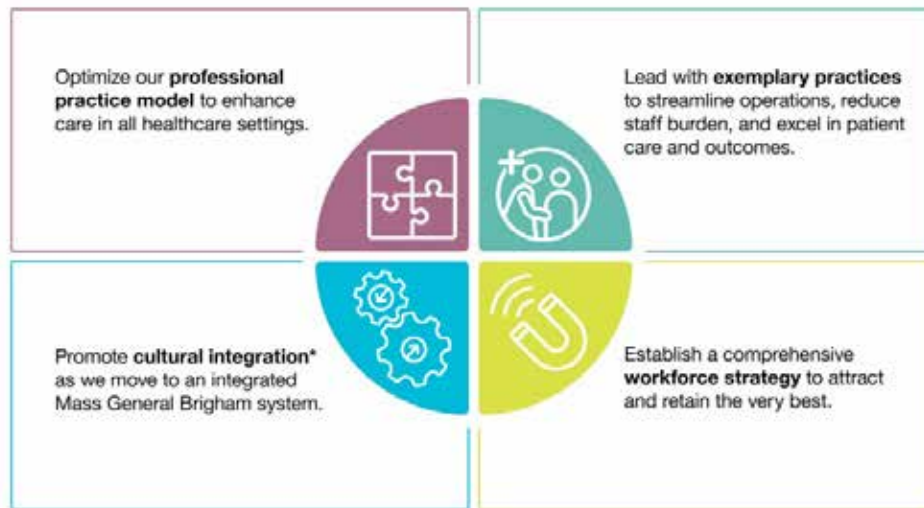 Optimize our professional
practice model to enhance
care in all healthcare settings.
Lead with exemplary practices
to streamline operations, reduce
staff burden, and excel in patient
care and outcomes.
Promote cultural integration*
as we move to an integrated
Mass General Brigham system.
Establish a comprehensive
workforce strategy to attract
and retain the very best.